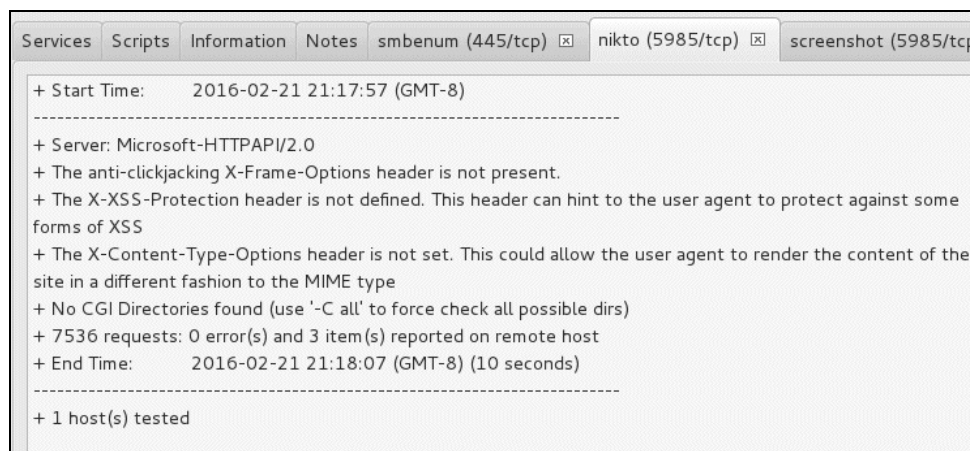 Services Scripts Information Notes smbenum (445/tcp) nikto (5985/tcp) screenshot (5985/tcp
+ Start Time: 2016-02-21 21:17:57 (GMT-8)
---------------------------------------------------------------------------
+ Server: Microsoft-HTTPAPI/2.0
+ The anti-clickjacking X-Frame-Options header is not present.
+ The X-XSS-Protection header is not defined. This header can hint to the user agent to protect against some
forms of XSS
+ The X-Content-Type-Options header is not set. This could allow the user agent to render the content of the
site in a different fashion to the MIME type
+ No CGI Directories found (use '-C all' to force check all possible dirs)
+ 7536 requests: 0 error(s) and 3 item(s) reported on remote host
+ End Time: 2016-02-21 21:18:07 (GMT-8) (10 seconds)
---------------------------------------------------------------------------
+ 1 host(s) tested